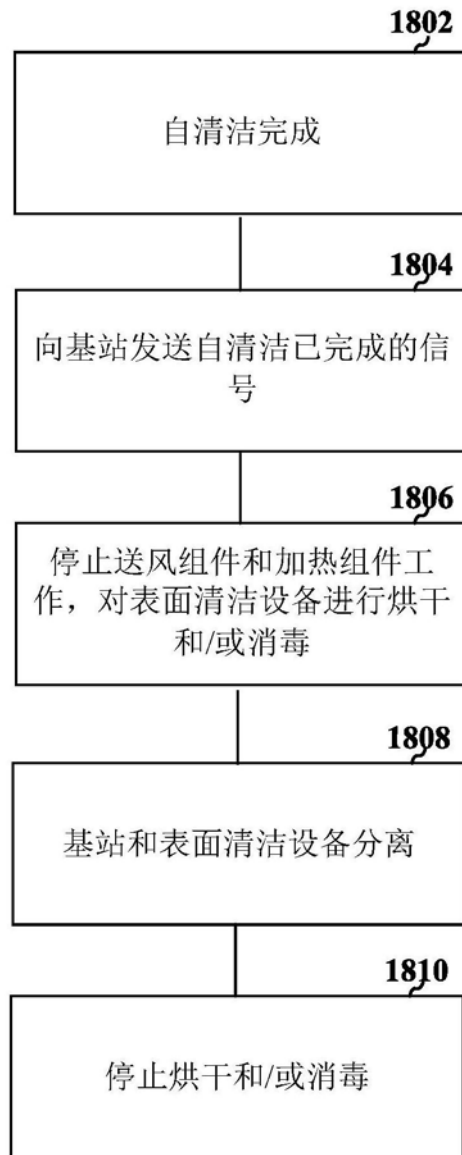 1802
自清洁完成
1804
向基站发送自清洁已完成的信
号
1806
停止送风组件和加热组件工
作，对表面清洁设备进行烘干
和/或消毒
1808
基站和表面清洁设备分离
1810
停止烘干和/或消毒